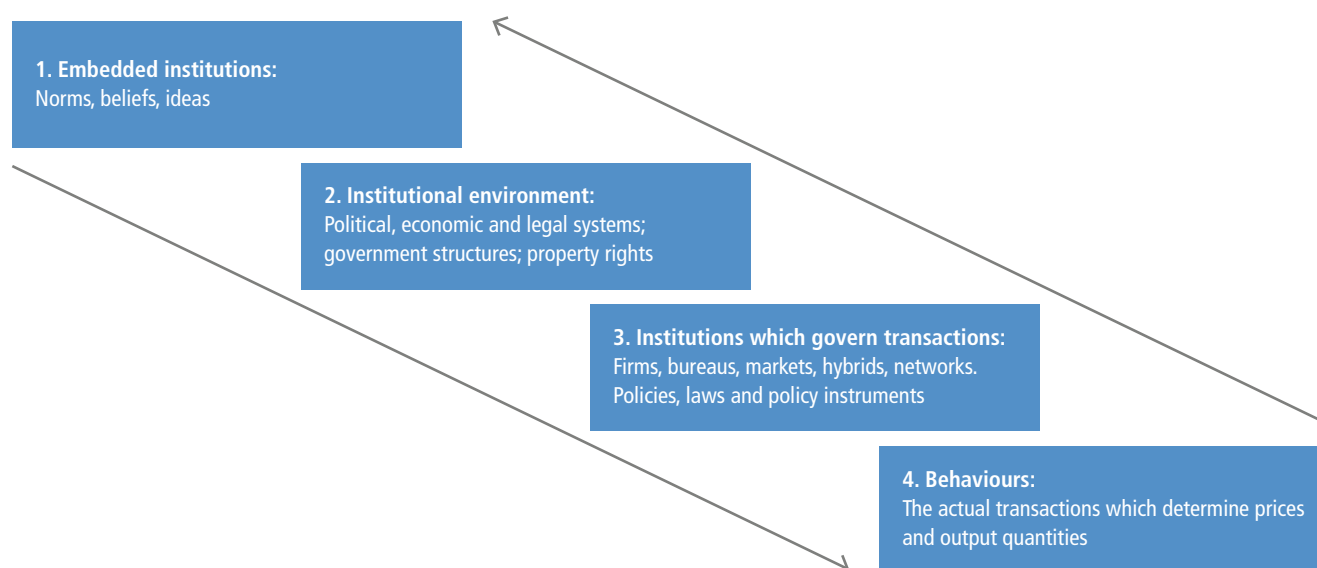 1. Embedded institutions:
Norms, beliefs, ideas
2. Institutional environment:
Political, economic and legal systems;
government structures; property rights
3. Institutions which govern transactions:
Firms, bureaus, markets, hybrids, networks.
Policies, laws and policy instruments
4. Behaviours:
The actual transactions which determine prices
and output quantities